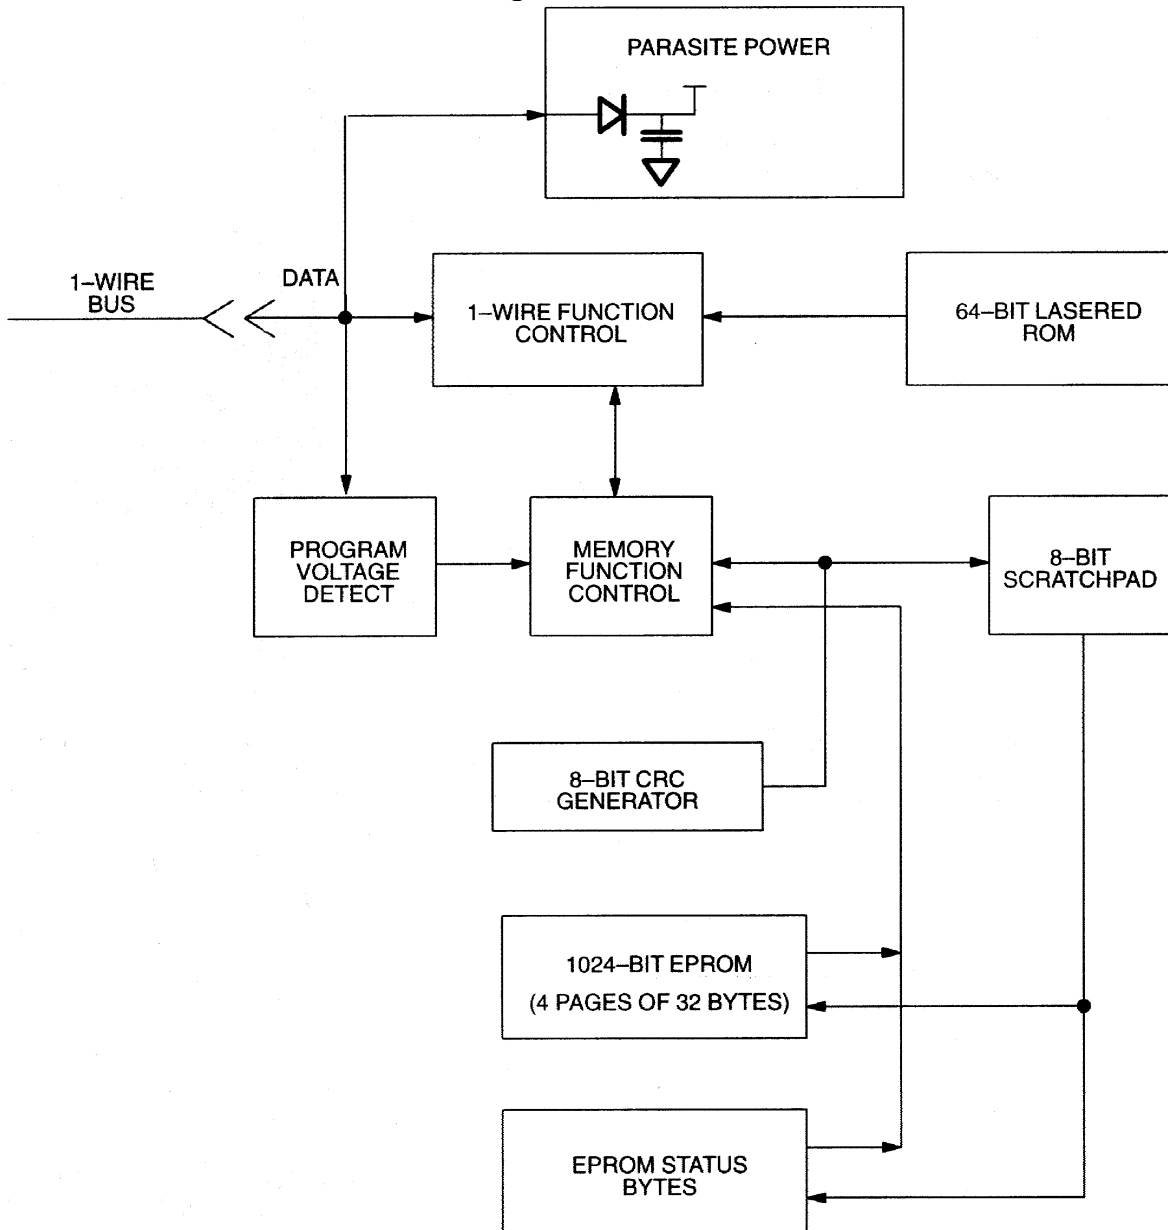 PARASITE POWER
1–WIRE
BUS
DATA
1–WIRE FUNCTION
CONTROL
64–BIT LASERED
ROM
PROGRAM
VOLTAGE
DETECT
MEMORY
FUNCTION
CONTROL
8–BIT
SCRATCHPAD
8–BIT CRC
GENERATOR
1024–BIT EPROM
(4 PAGES OF 32 BYTES)
EPROM STATUS
BYTES